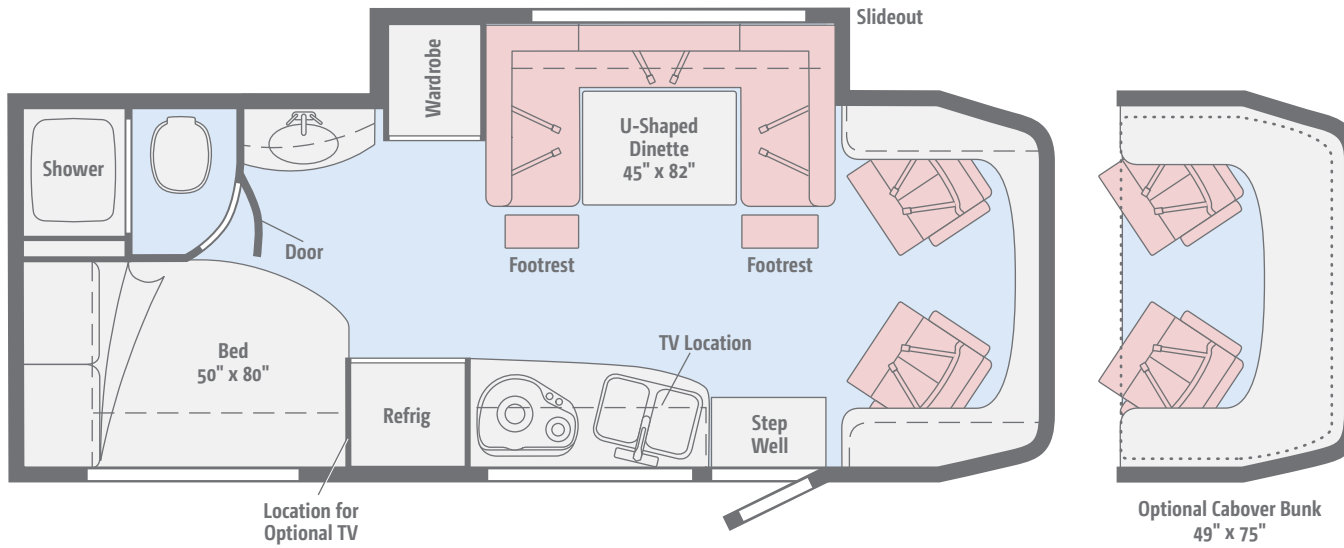 Slideout
Wardrobe
U-Shaped
Dinette
45" x 82"
Shower
Door
Footrest
Footrest
Bed
50" x 80"
TV Location
Refrig
Step
Well
Location for
Optional TV
Optional Cabover Bunk
49" x 75"